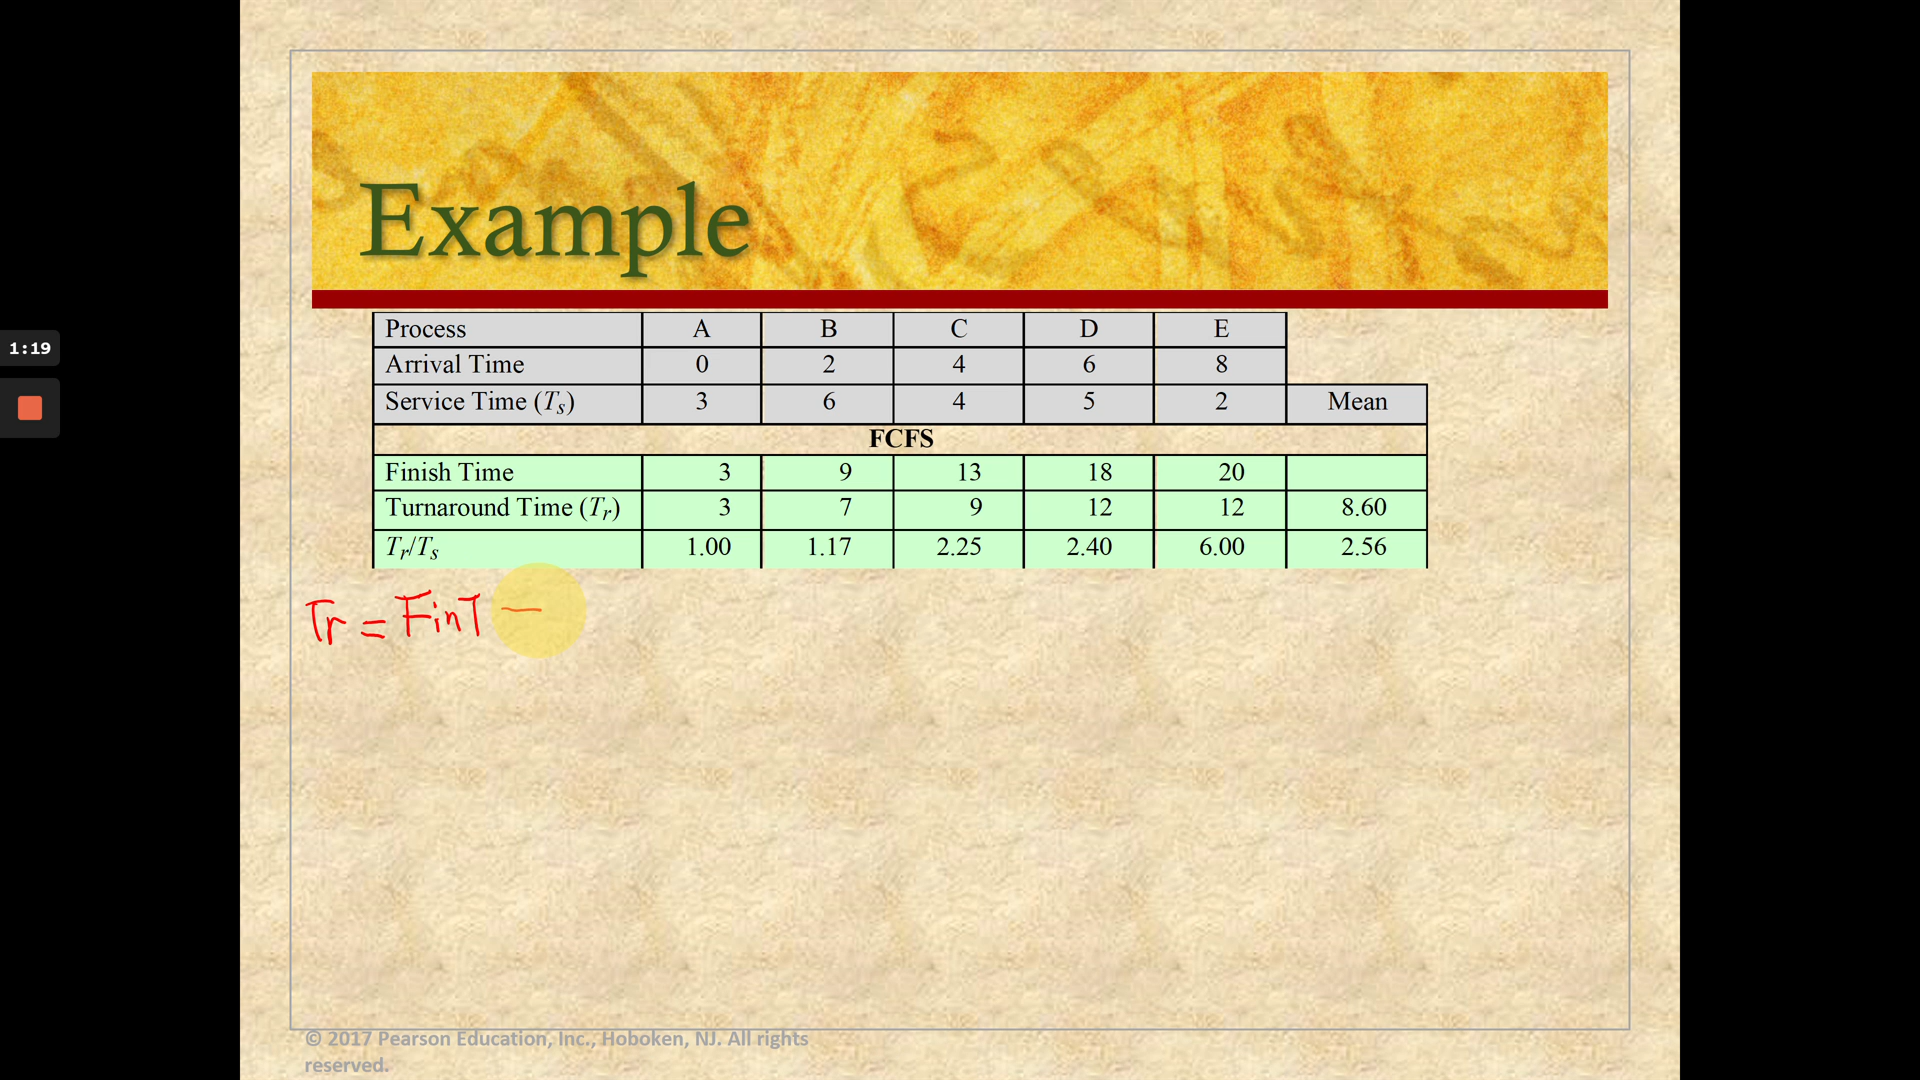 Example
1:19
Process A B C D E
Arrival Time 0 2 4 6 8
Service Time (Ts) 3 6 4 5 2 Mean
FCFS
Finish Time 3 9 13 18 20
Turnaround Time (Tr) 3 7 9 12 12 8.60
Tr/Ts 1.00 1.17 2.25 2.40 6.00 2.56
Tr = FinT –
© 2017 Pearson Education, Inc., Hoboken, NJ. All rights
reserved.